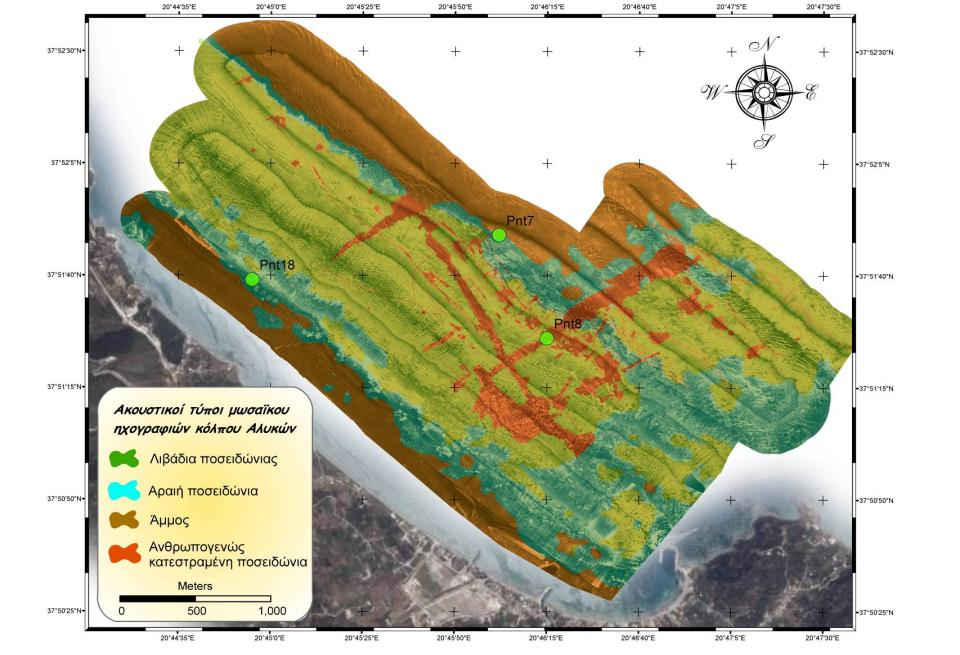 20°44'35"E 20°45'0"E 20°45'25"E 20°45'50"E 20°46'15"E 20°46'40"E 20°47'5"E 20°47'30"E
N
37°52'30"N 37°52'30"N
W E
S
37°52'5"N 37°52'5"N
Pnt7
Pnt18
37°51'40"N 37°51'40"N
Pnt8
37°51'15"N 37°51'15"N
Ακουστικοί τύποι μωσαϊκου
ηχογραφιών κόλπου Αλυκών
Λιβάδια ποσειδώνιας
Αραιή ποσειδώνια
Άμμος
Ανθρωπογενώς
κατεστραμένη ποσειδώνια
37°50'50"N 37°50'50"N
Meters
0 500 1,000
37°50'25"N 37°50'25"N
20°44'35"E 20°45'0"E 20°45'25"E 20°45'50"E 20°46'15"E 20°46'40"E 20°47'5"E 20°47'30"E